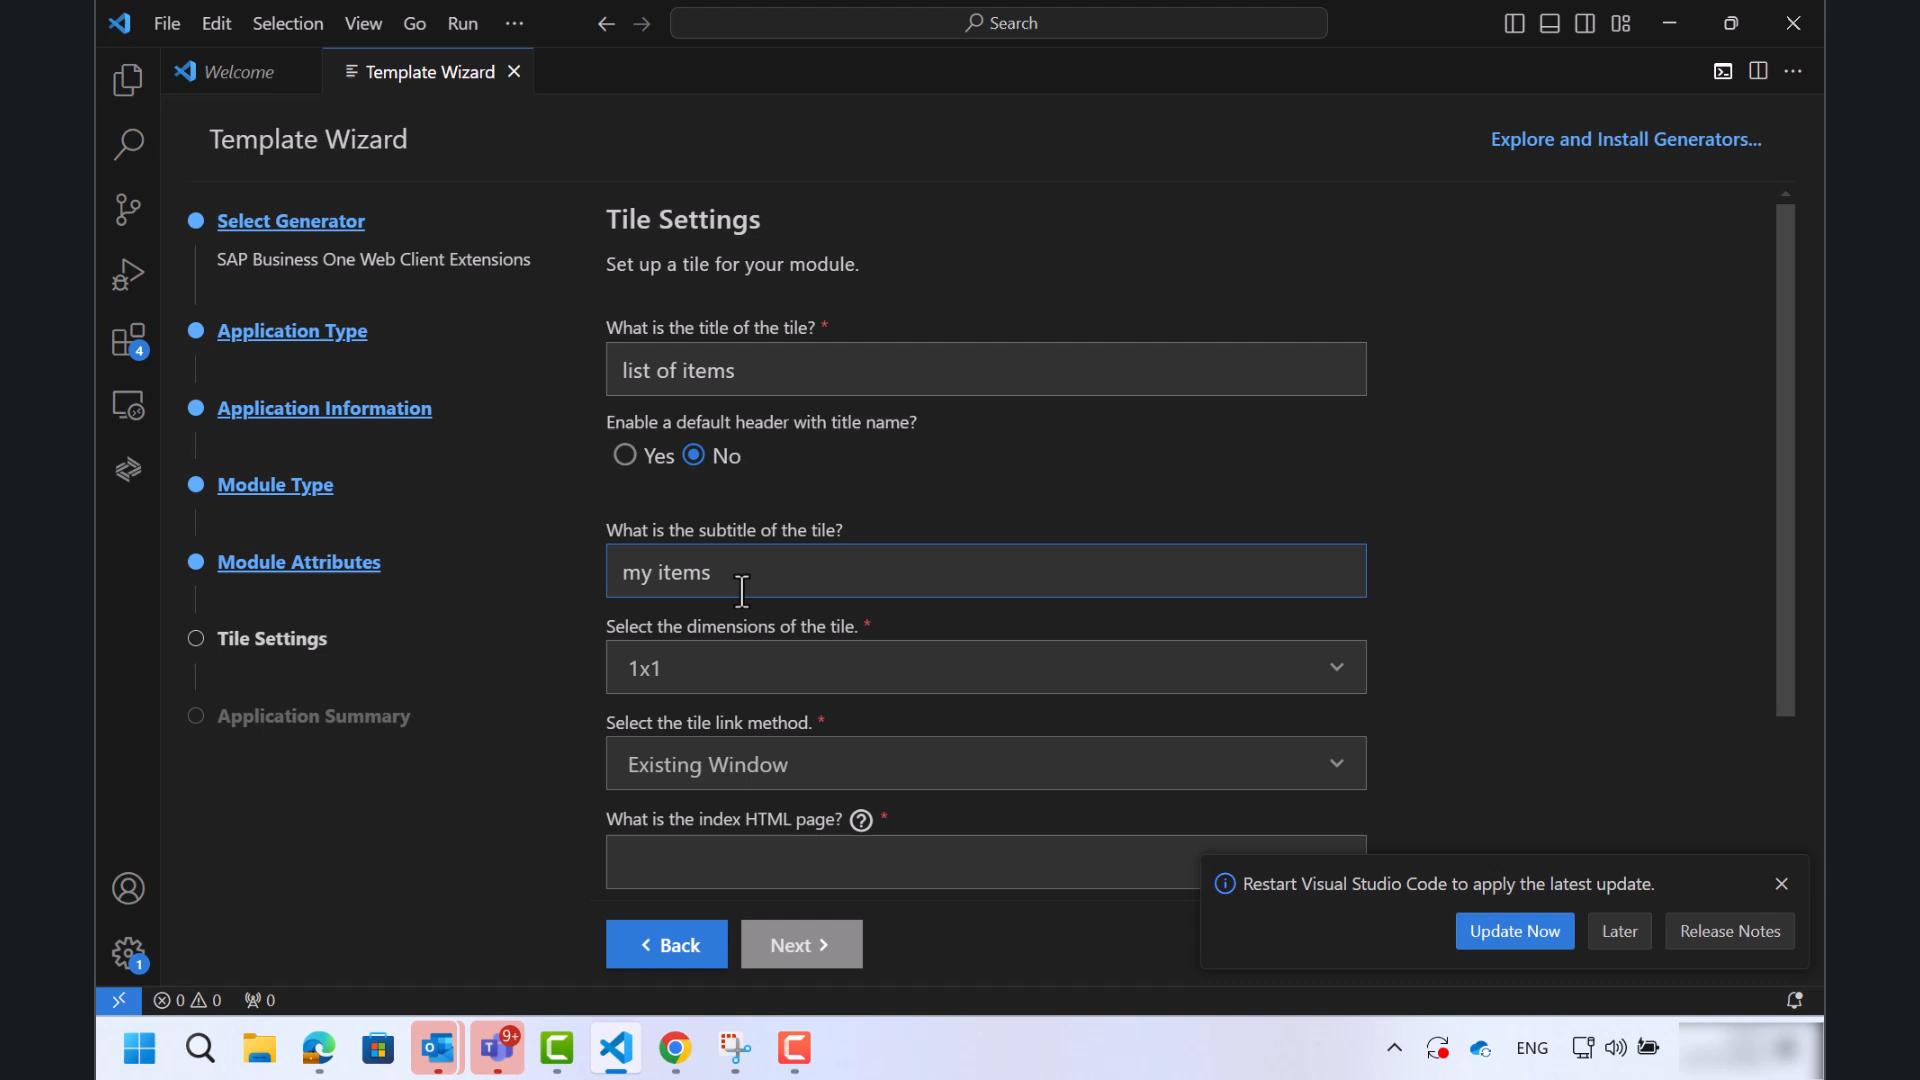 File Edit Selection View Go Run ···
Search
Welcome
Template Wizard
Template Wizard
Explore and Install Generators...
Select Generator
SAP Business One Web Client Extensions
Application Type
Application Information
Module Type
Module Attributes
Tile Settings
Application Summary
4
1
Tile Settings
Set up a tile for your module.
What is the title of the tile? *
list of items
Enable a default header with title name?
Yes No
What is the subtitle of the tile?
my items
Select the dimensions of the tile. *
1x1
Select the tile link method. *
Existing Window
What is the index HTML page? ? *
Back
Next
Restart Visual Studio Code to apply the latest update.
Update Now
Later
Release Notes
0 0 0
9+
ENG